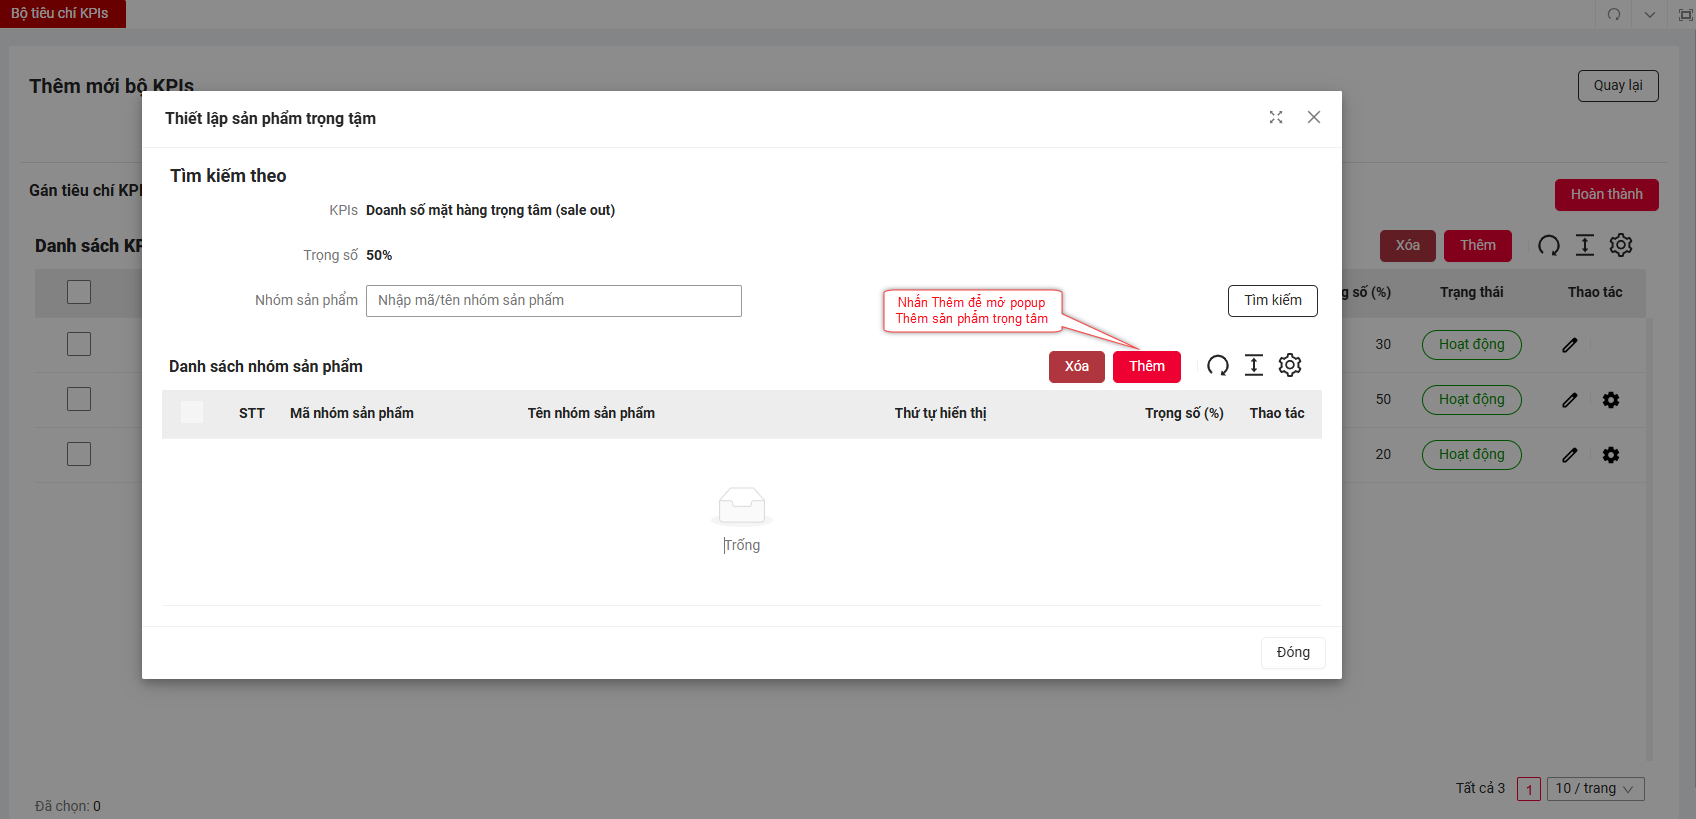 Bộ tiêu chí KPIs
Thêm mới bộ KPIs
Quay lại
Thiết lập sản phẩm trọng tậm
Tìm kiếm theo
Gán tiêu chí KPI
Hoàn thành
KPIs Doanh số mặt hàng trọng tâm (sale out)
Danh sách KP
Xóa Thêm
Trọng số 50%
Nhóm sản phẩm Nhập mã/tên nhóm sản phẩm
Nhấn Thêm để mở popup
Thêm sản phẩm trọng tâm
Tìm kiếm
g số (%) Trạng thái Thao tác
30 Hoạt động
Danh sách nhóm sản phẩm
Xóa Thêm
50 Hoạt động
STT Mã nhóm sản phẩm Tên nhóm sản phẩm Thứ tự hiển thị Trọng số (%) Thao tác
20 Hoạt động
Trống
Đóng
Tất cả 3 1 10 / trang
Đã chọn: 0